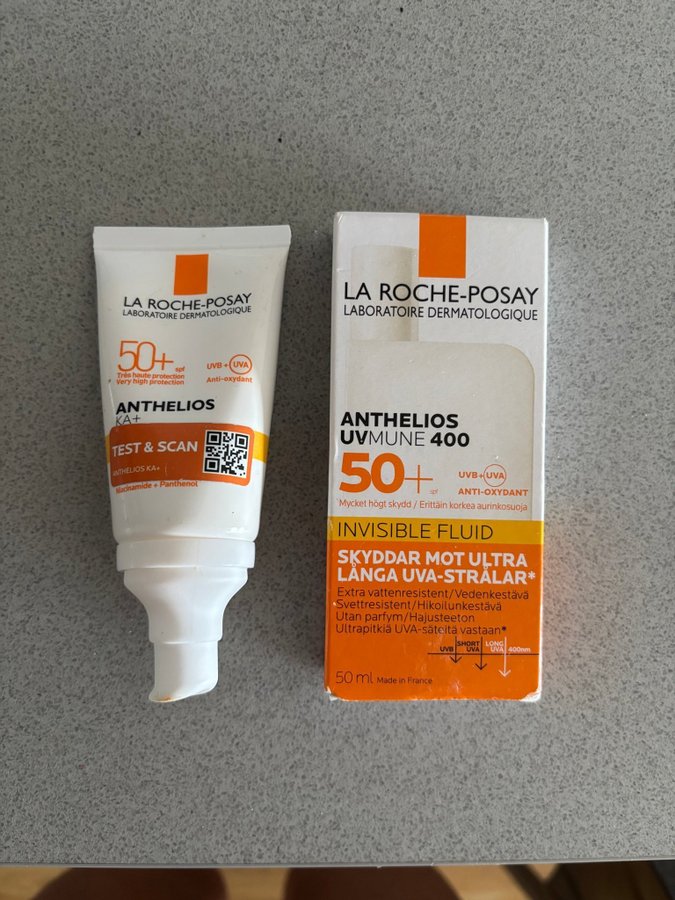 LA ROCHE-POSAY
LABORATOIRE DERMATOLOGIQUE
50+ spf
Très haute protection
Very high protection
UVB + UVA
Anti-oxydant
ANTHELIOS
KA+
TEST & SCAN
ANTHELIOS KA+
Niacinamide + Panthenol
LA ROCHE-POSAY
LABORATOIRE DERMATOLOGIQUE
ANTHELIOS
UVMUNE 400
50+ spf
UVB + UVA
ANTI-OXYDANT
Mycket högt skydd / Erittäin korkea aurinkosuoja
INVISIBLE FLUID
SKYDDAR MOT ULTRA
LÅNGA UVA-STRÅLAR*
Extra vattenresistent/Vedenkestävä
Svettresistent/Hikoilunkestävä
Utan parfym/Hajusteeton
Ultrapitkiä UVA-säteitä vastaan*
UVB SHORT UVA LONG UVA 400nm
50 ml Made in France